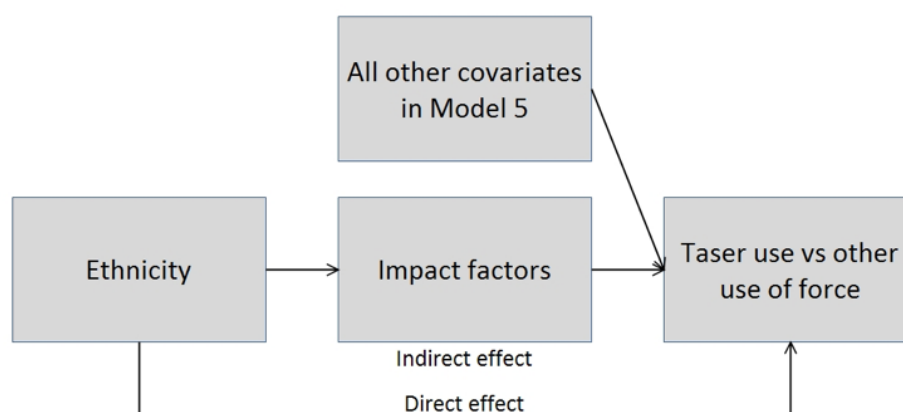 All other covariates
in Model 5
Ethnicity
Impact factors
Taser use vs other
use of force
Indirect effect
Direct effect